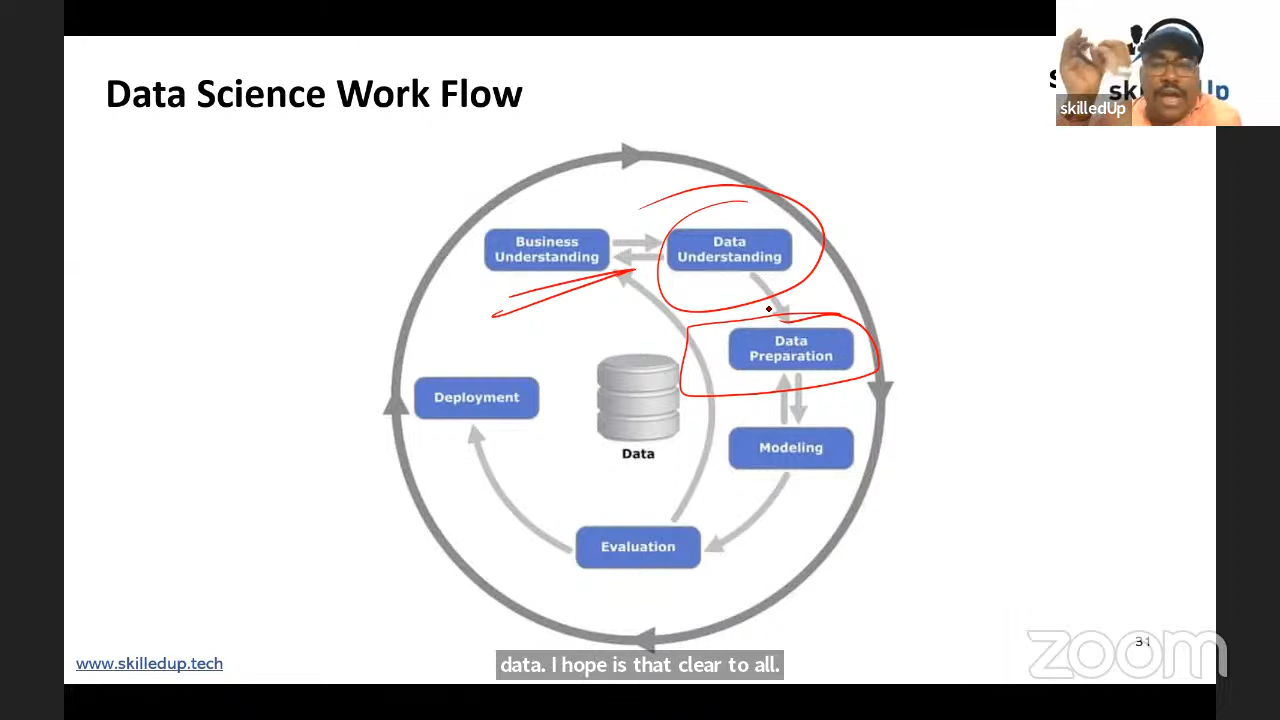 Data Science Work Flow
skilledUp
skilledUp
Business
Understanding
Data
Understanding
Data
Preparation
Deployment
Data
Modeling
Evaluation
www.skilledup.tech
31
zoom
data. I hope is that clear to all.